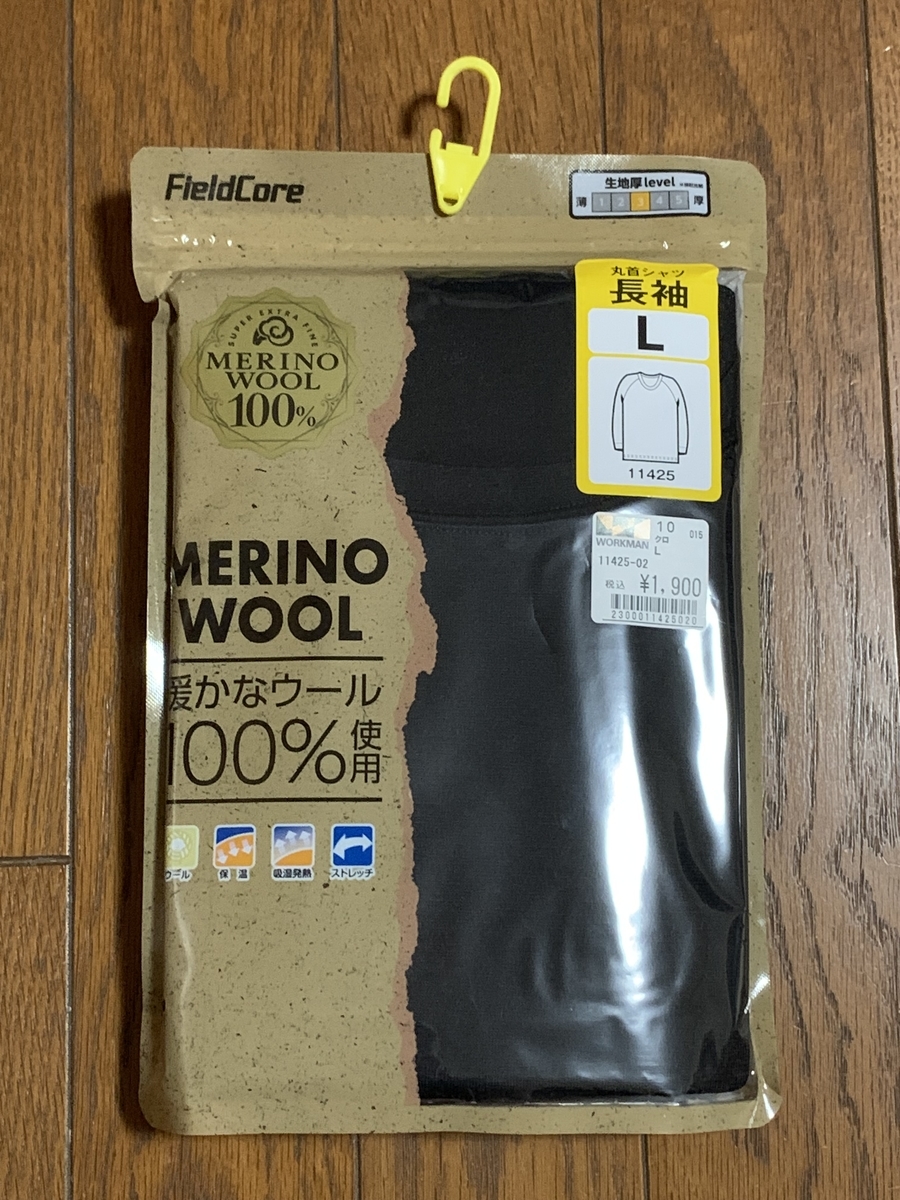 FieldCore
生地厚level
薄 1 2 3 4 5 厚
SUPER EXTRA FINE
MERINO
WOOL
100%
丸首シャツ
長袖
L
11425
WORKMAN
10
クロ
L
015
11425-02
税込 ¥1,900
2300011425020
MERINO
WOOL
暖かなウール
100%使用
ウール
保温
吸湿発熱
ストレッチ